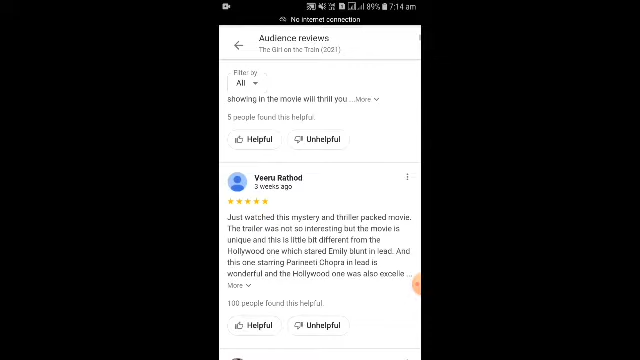 89% 7:14 am
No internet connection
Audience reviews
The Girl on the Train (2021)
Filter by
All
showing in the movie will thrill you ... More
5 people found this helpful.
Helpful Unhelpful
Veeru Rathod
3 weeks ago
Just watched this mystery and thriller packed movie.
The trailer was not so interesting but the movie is
unique and this is little bit different from the
Hollywood one which stared Emily blunt in lead. And
this one starring Parineeti Chopra in lead is
wonderful and the Hollywood one was also excelle ...
More
100 people found this helpful.
Helpful Unhelpful